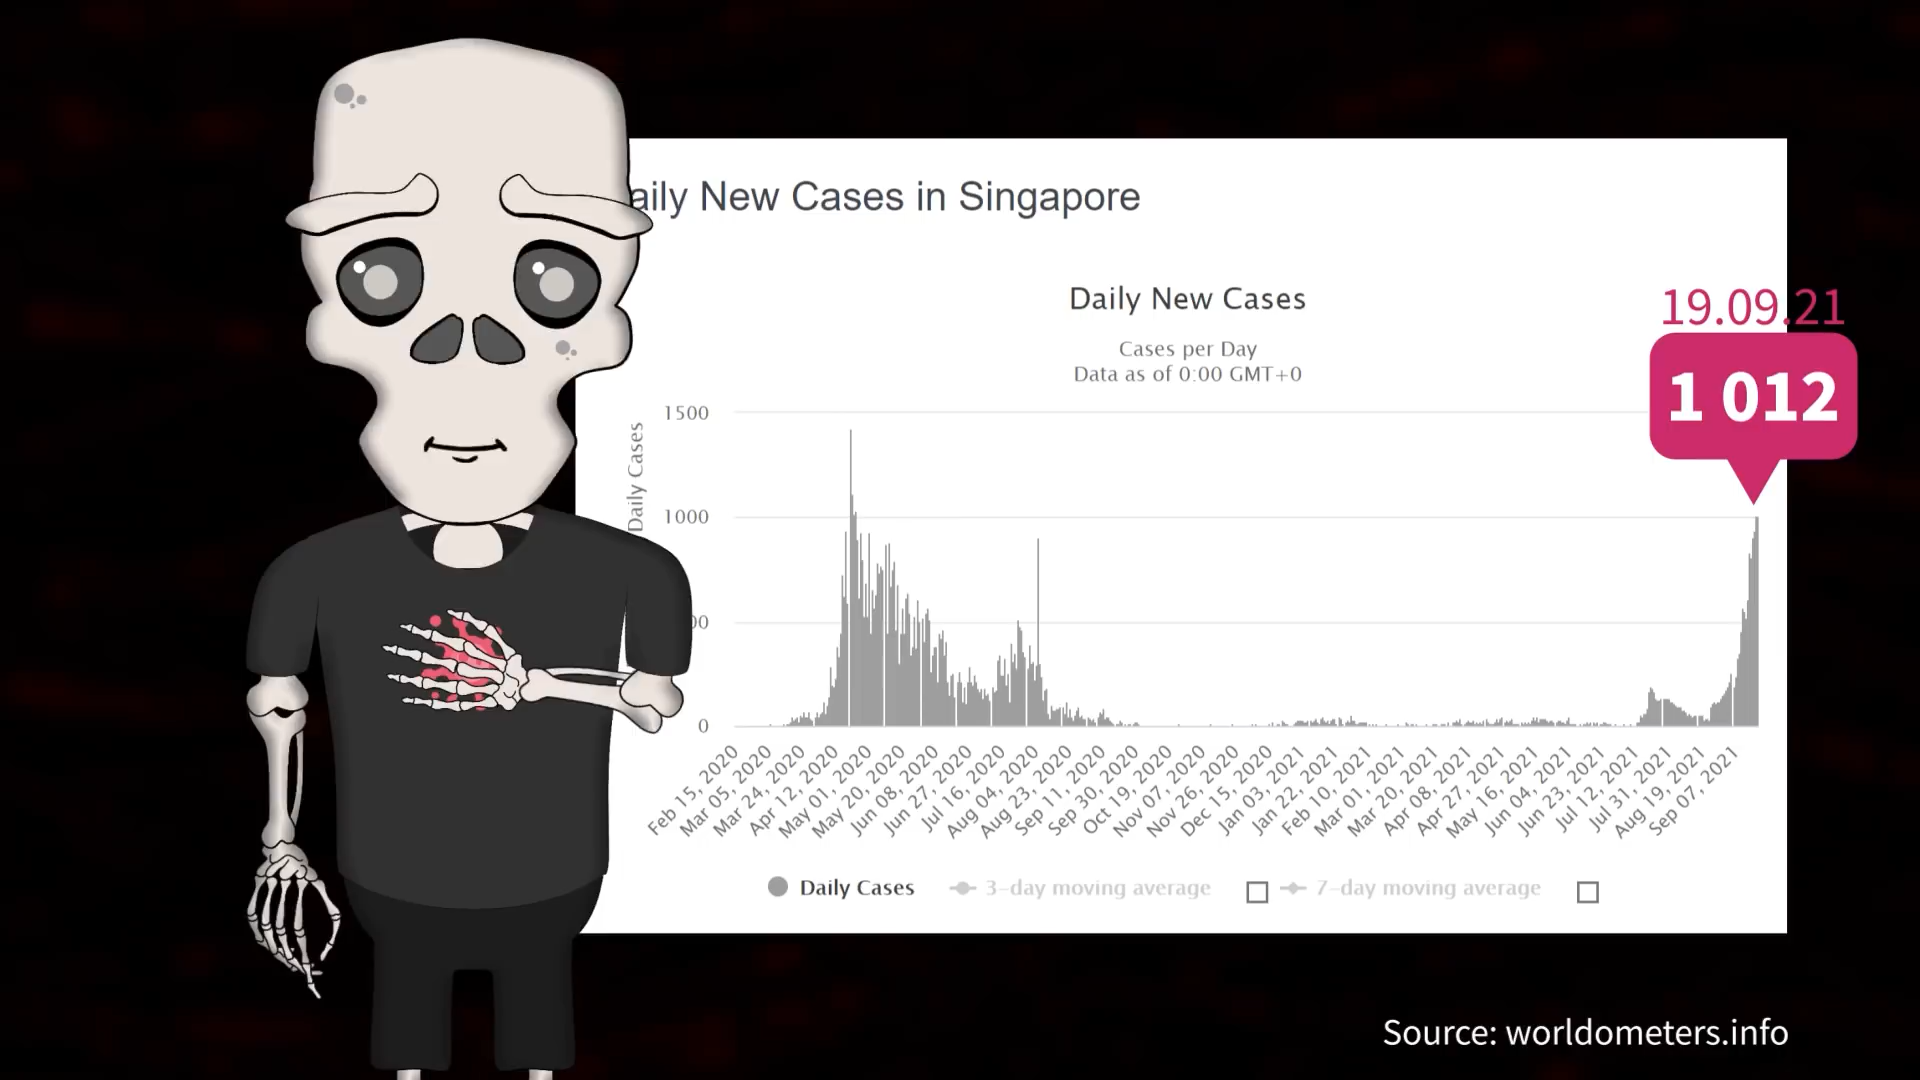 aily New Cases in Singapore
Daily New Cases
Cases per Day
Data as of 0:00 GMT+0
19.09.21
1 012
Daily Cases
1500
1000
00
0
Feb 15, 2020
Mar 05, 2020
Mar 24, 2020
Apr 12, 2020
May 01, 2020
May 20, 2020
Jun 08, 2020
Jun 27, 2020
Jul 16, 2020
Aug 04, 2020
Aug 23, 2020
Sep 11, 2020
Sep 30, 2020
Oct 19, 2020
Nov 07, 2020
Nov 26, 2020
Dec 15, 2020
Jan 03, 2021
Jan 22, 2021
Feb 10, 2021
Mar 01, 2021
Mar 20, 2021
Apr 08, 2021
Apr 27, 2021
May 16, 2021
Jun 04, 2021
Jun 23, 2021
Jul 12, 2021
Jul 31, 2021
Aug 19, 2021
Sep 07, 2021
Daily Cases
3-day moving average
7-day moving average
Source: worldometers.info